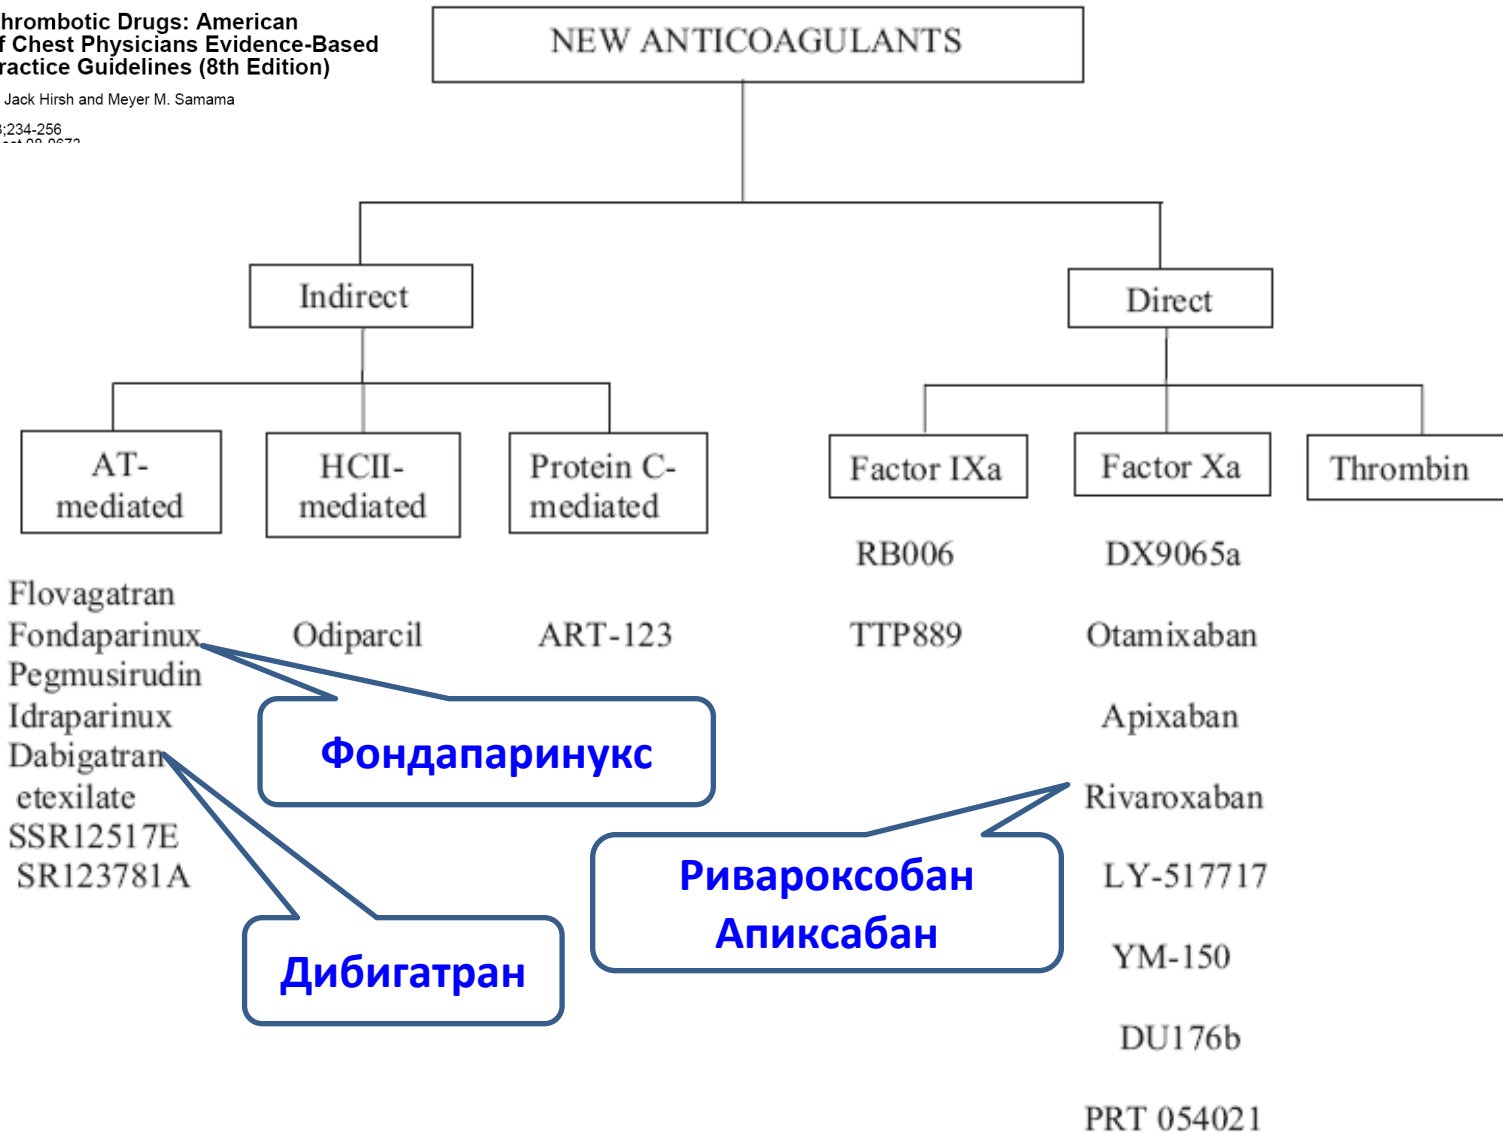 hrombotic Drugs: American
f Chest Physicians Evidence-Based
ractice Guidelines (8th Edition)
Jack Hirsh and Meyer M. Samama
;234-256
NEW ANTICOAGULANTS
Indirect
Direct
AT-
mediated
HCII-
mediated
Protein C-
mediated
Factor IXa
Factor Xa
Thrombin
Flovagatran
Fondaparinux
Pegmusirudin
Idraparinux
Dabigatran
etexilate
SSR12517E
SR123781A
Odiparcil
ART-123
RB006
TTP889
DX9065a
Otamixaban
Apixaban
Rivaroxaban
LY-517717
YM-150
DU176b
PRT 054021
Фондапаринукс
Дибигатран
Ривароксобан
Апиксабан